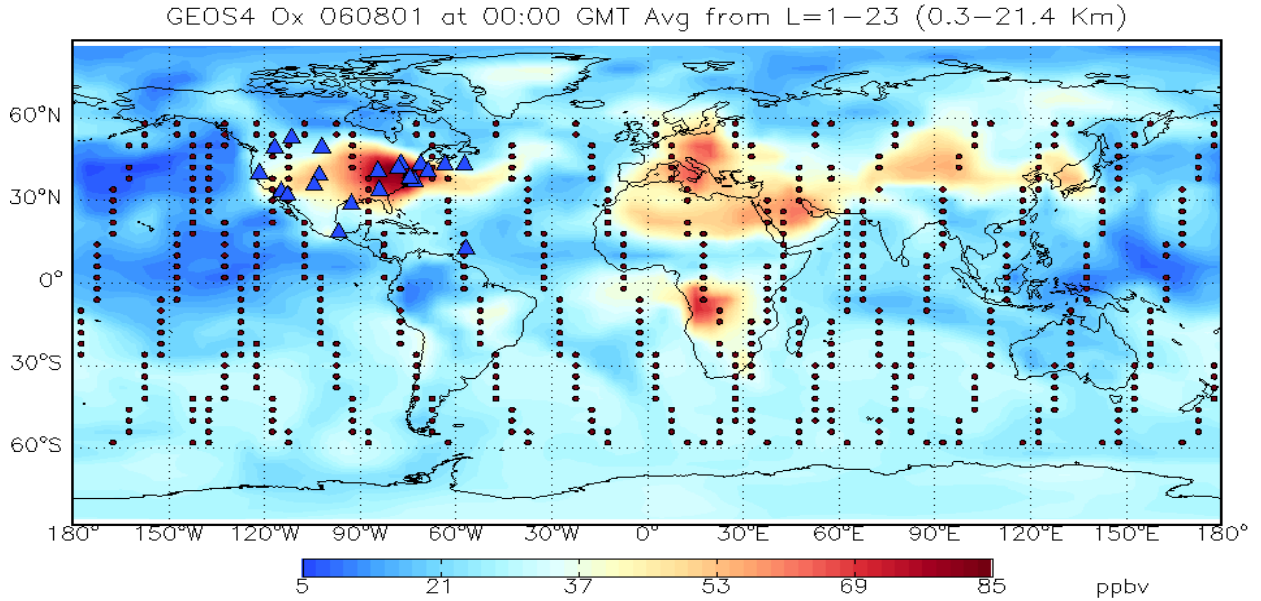 GEOS4 Ox 060801 at 00:00 GMT Avg from L=1−23 (0.3−21.4 Km)
60°N
30°N
0°
30°S
60°S
180° 150°W 120°W 90°W 60°W 30°W 0° 30°E 60°E 90°E 120°E 150°E 180°
5 21 37 53 69 85 ppbv